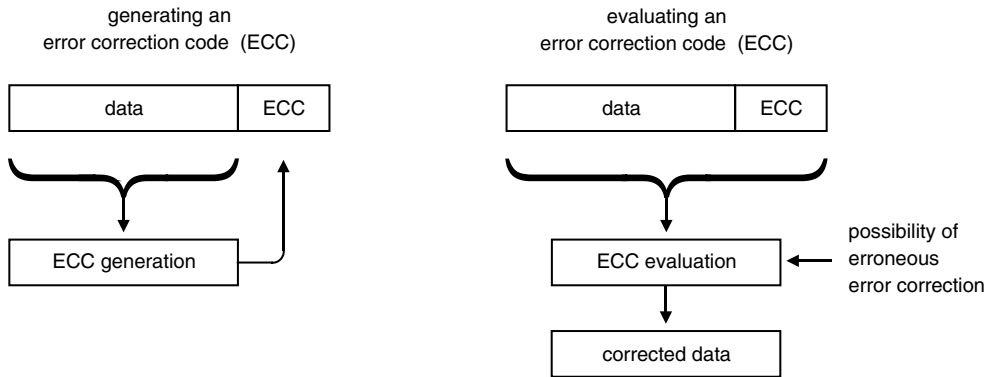 generating an
error correction code (ECC)
data
ECC
ECC generation
evaluating an
error correction code (ECC)
data
ECC
ECC evaluation
possibility of
erroneous
error correction
corrected data